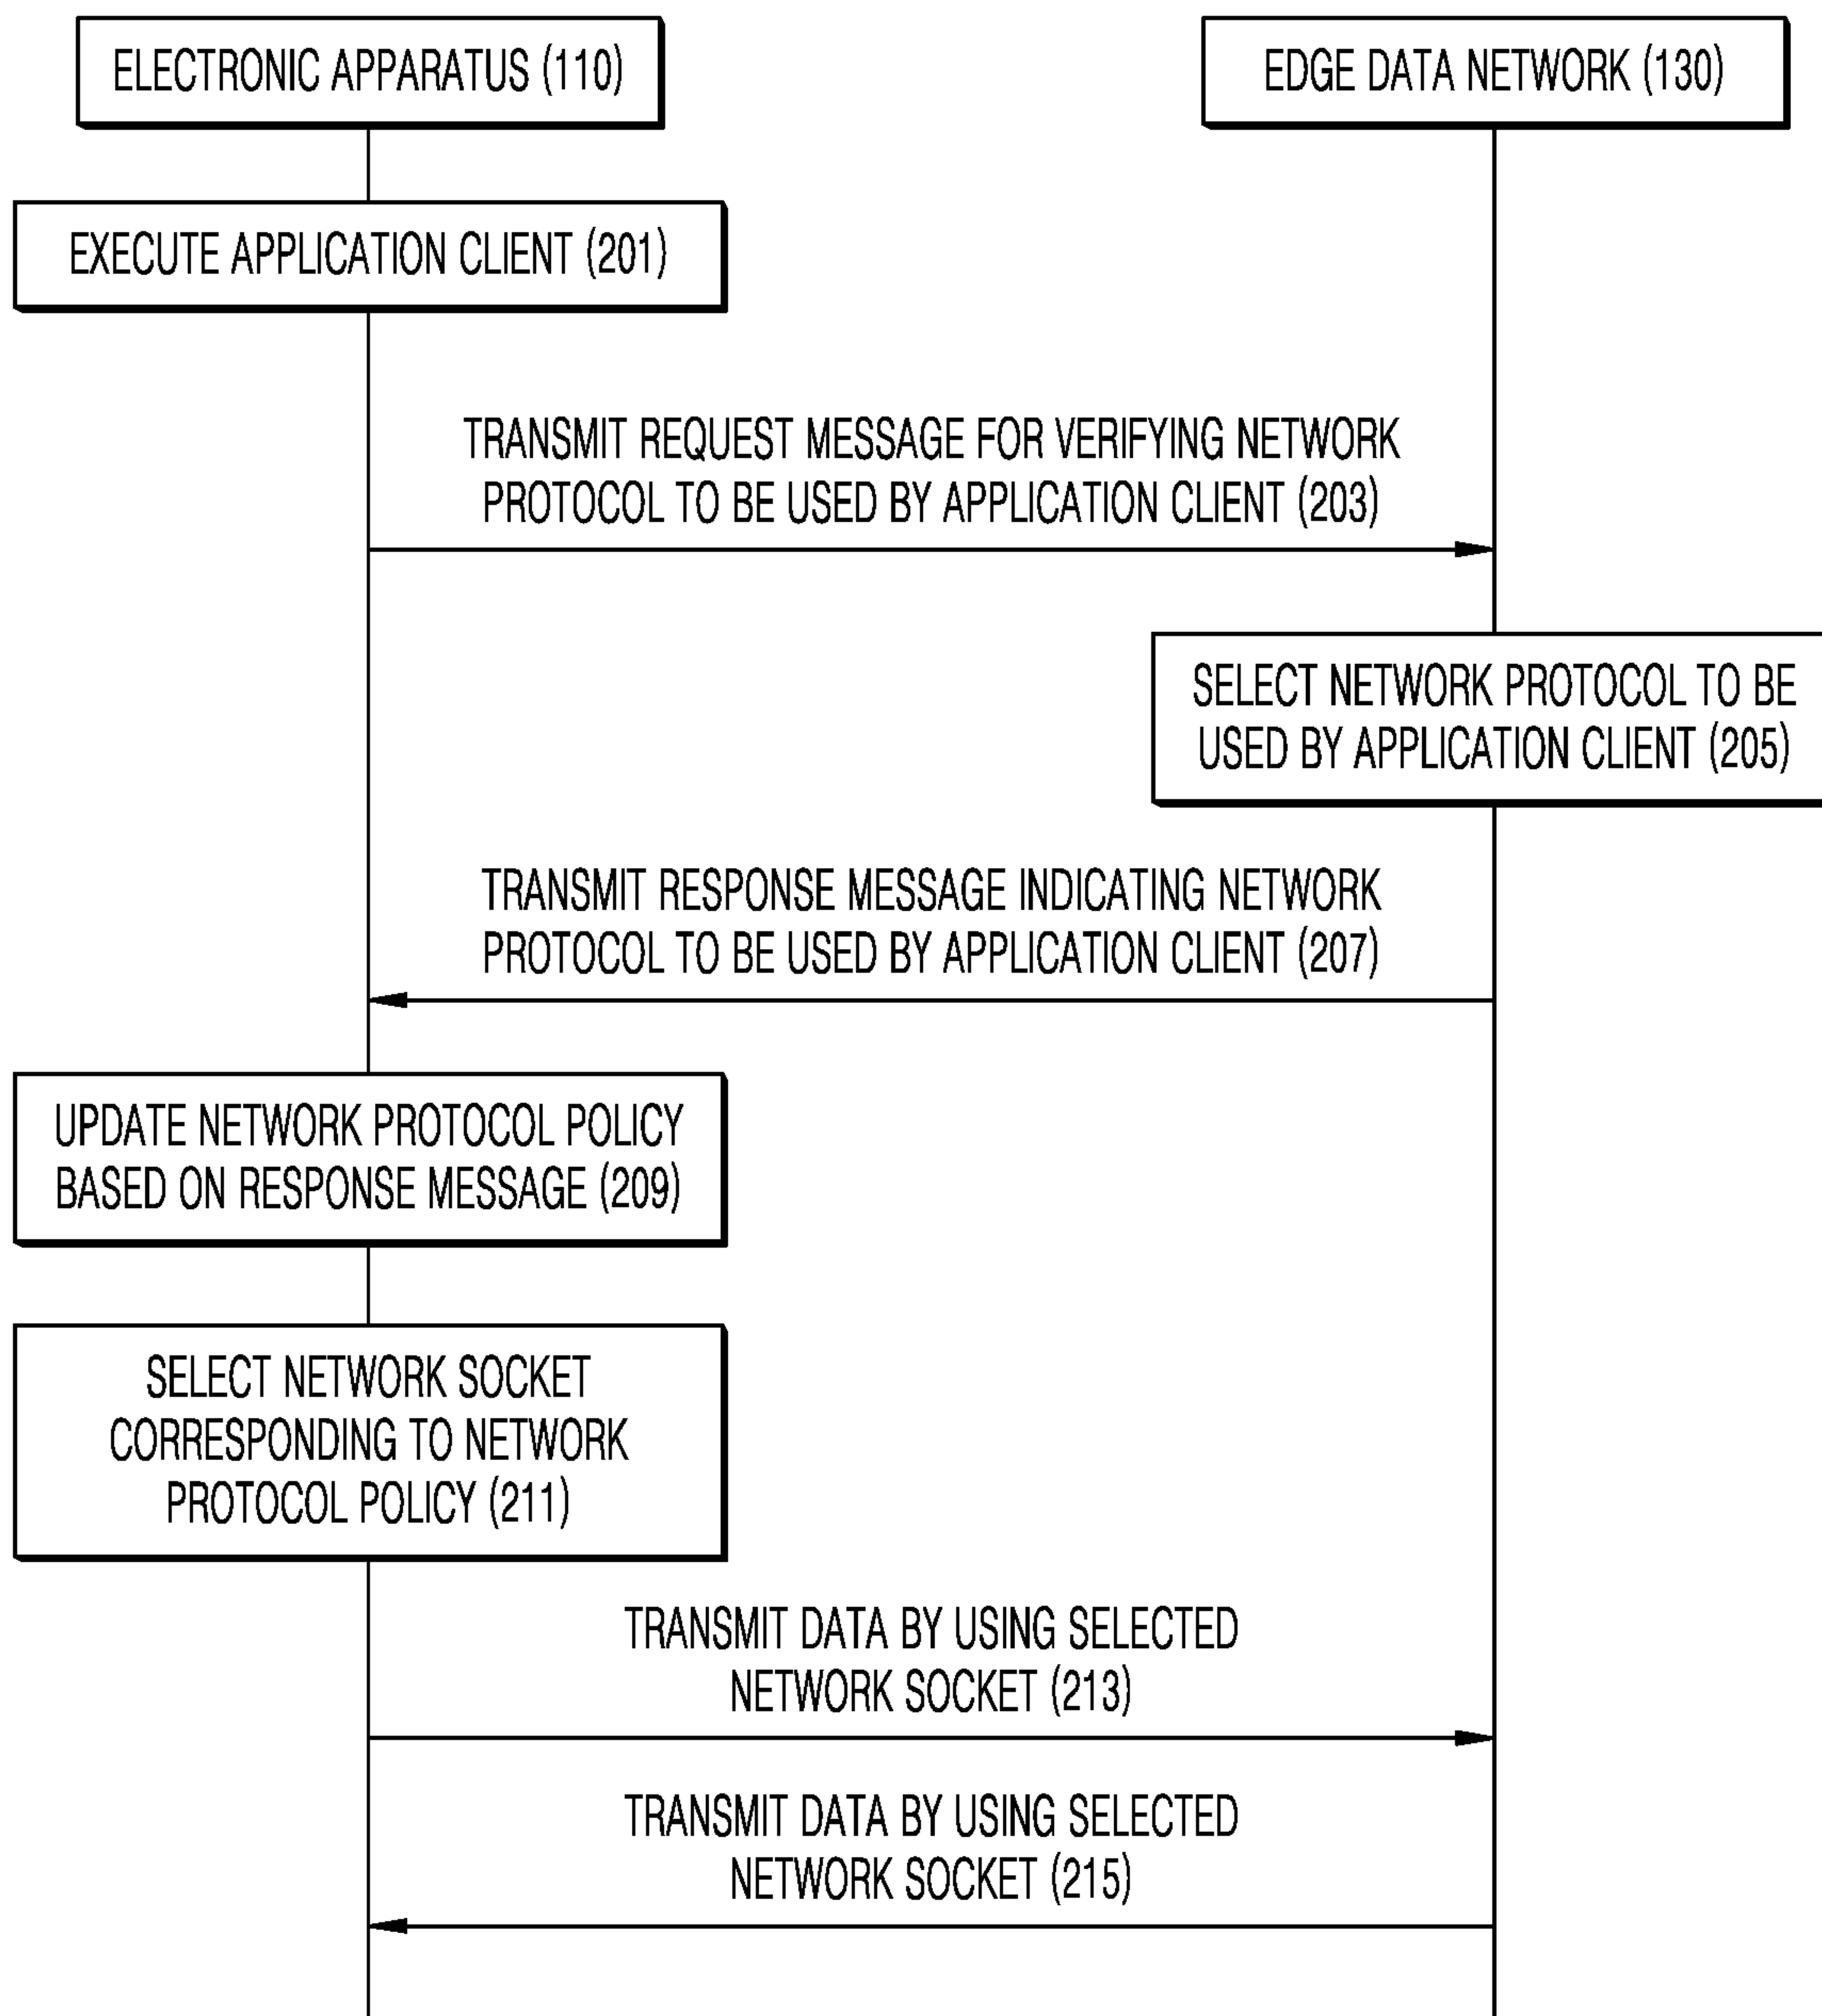 ELECTRONIC APPARATUS (110)
EDGE DATA NETWORK (130)
EXECUTE APPLICATION CLIENT (201)
TRANSMIT REQUEST MESSAGE FOR VERIFYING NETWORK
PROTOCOL TO BE USED BY APPLICATION CLIENT (203)
SELECT NETWORK PROTOCOL TO BE
USED BY APPLICATION CLIENT (205)
TRANSMIT RESPONSE MESSAGE INDICATING NETWORK
PROTOCOL TO BE USED BY APPLICATION CLIENT (207)
UPDATE NETWORK PROTOCOL POLICY
BASED ON RESPONSE MESSAGE (209)
SELECT NETWORK SOCKET
CORRESPONDING TO NETWORK
PROTOCOL POLICY (211)
TRANSMIT DATA BY USING SELECTED
NETWORK SOCKET (213)
TRANSMIT DATA BY USING SELECTED
NETWORK SOCKET (215)